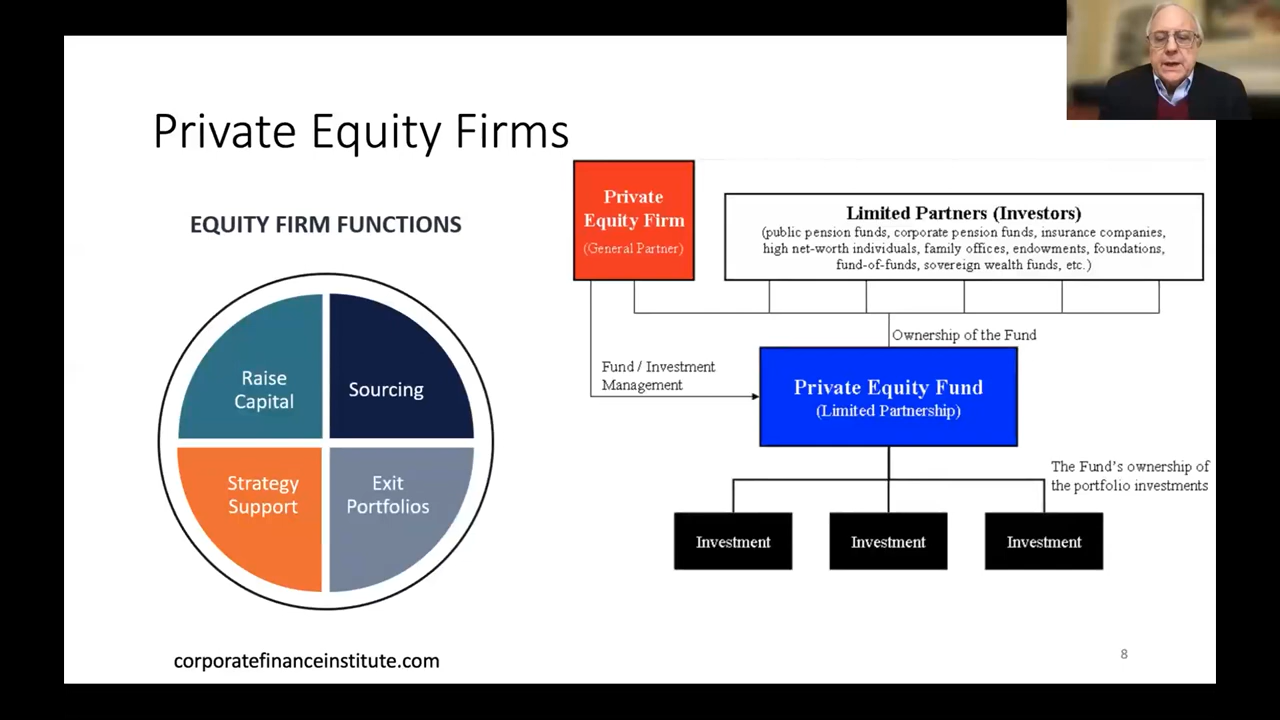 Private Equity Firms
EQUITY FIRM FUNCTIONS
Raise
Capital
Sourcing
Strategy
Support
Exit
Portfolios
corporatefinanceinstitute.com
Private
Equity Firm
(General Partner)
Limited Partners (Investors)
(public pension funds, corporate pension funds, insurance companies,
high net-worth individuals, family offices, endowments, foundations,
fund-of-funds, sovereign wealth funds, etc.)
Ownership of the Fund
Fund / Investment
Management
Private Equity Fund
(Limited Partnership)
The Fund's ownership of
the portfolio investments
Investment
Investment
Investment
8